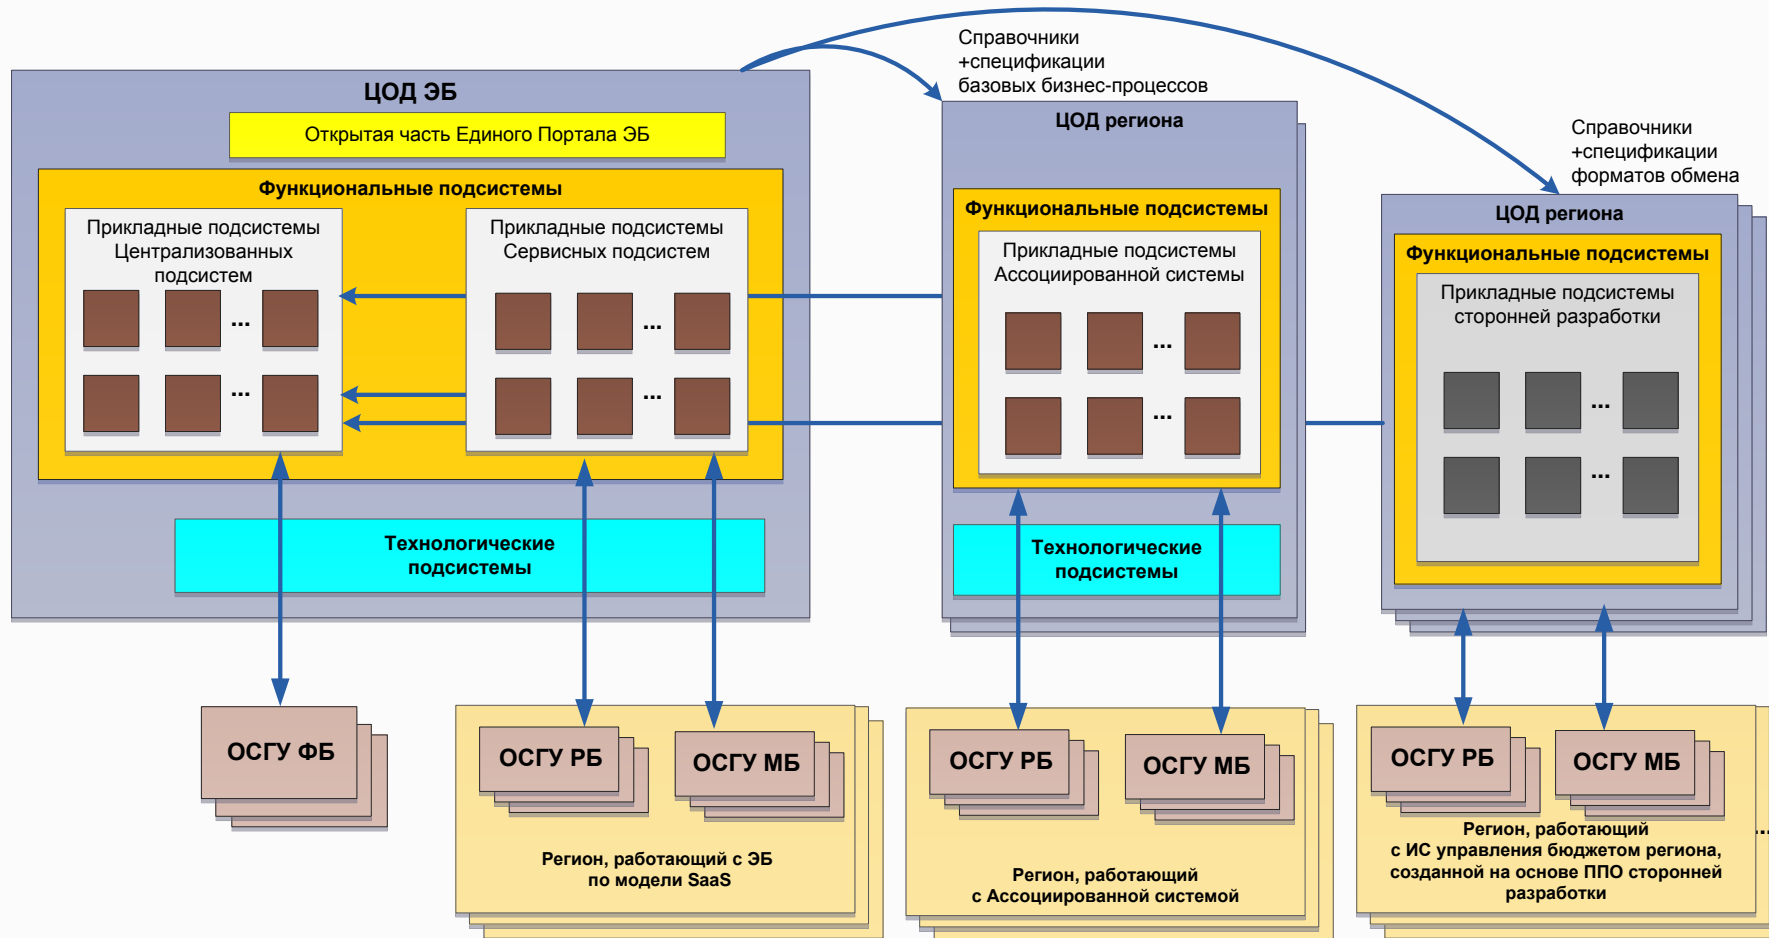 Справочники
+спецификации
базовых бизнес-процессов
ЦОД ЭБ
Открытая часть Единого Портала ЭБ
Функциональные подсистемы
Прикладные подсистемы
Централизованных
подсистем
...
...
Прикладные подсистемы
Сервисных подсистем
...
...
Технологические
подсистемы
ЦОД региона
Функциональные подсистемы
Прикладные подсистемы
Ассоциированной системы
...
...
Технологические
подсистемы
Справочники
+спецификации
форматов обмена
ЦОД региона
Функциональные подсистемы
Прикладные подсистемы
сторонней разработки
...
...
ОСГУ ФБ
ОСГУ РБ
ОСГУ МБ
Регион, работающий с ЭБ
по модели SaaS
ОСГУ РБ
ОСГУ МБ
Регион, работающий
с Ассоциированной системой
ОСГУ РБ
ОСГУ МБ
Регион, работающий
с ИС управления бюджетом региона,
созданной на основе ППО сторонней
разработки
...